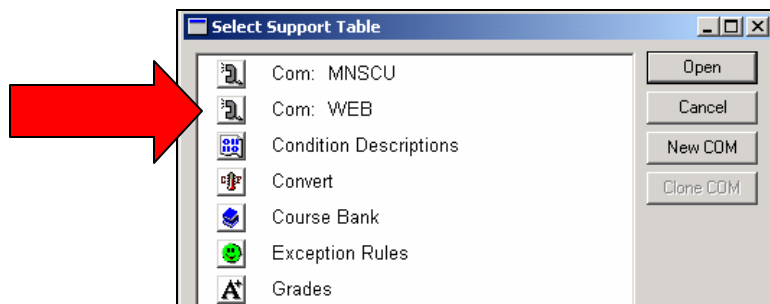 Select Support Table
Com: MNSCU
Com: WEB
Condition Descriptions
Convert
Course Bank
Exception Rules
A+ Grades
Open
Cancel
New COM
Clone COM